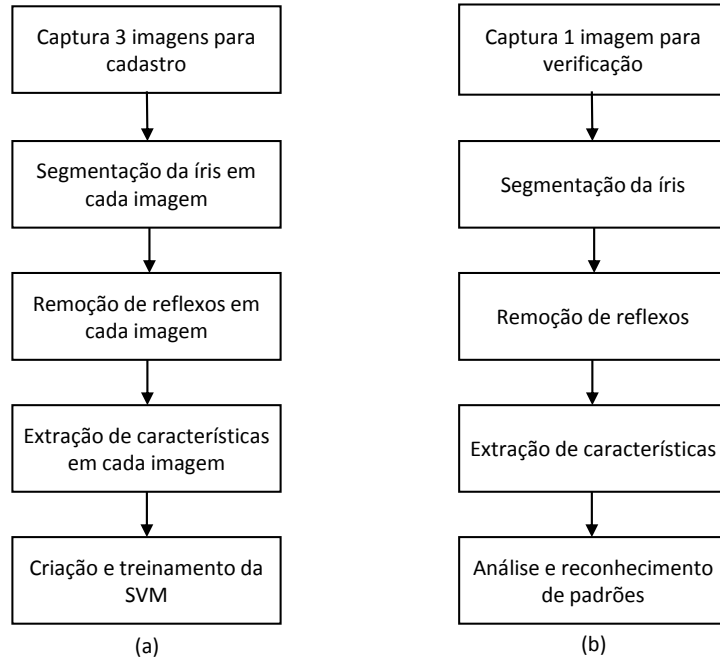 Captura 3 imagens para
cadastro
Segmentação da íris em
cada imagem
Remoção de reflexos em
cada imagem
Extração de características
em cada imagem
Criação e treinamento da
SVM
(a)
Captura 1 imagem para
verificação
Segmentação da íris
Remoção de reflexos
Extração de características
Análise e reconhecimento
de padrões
(b)